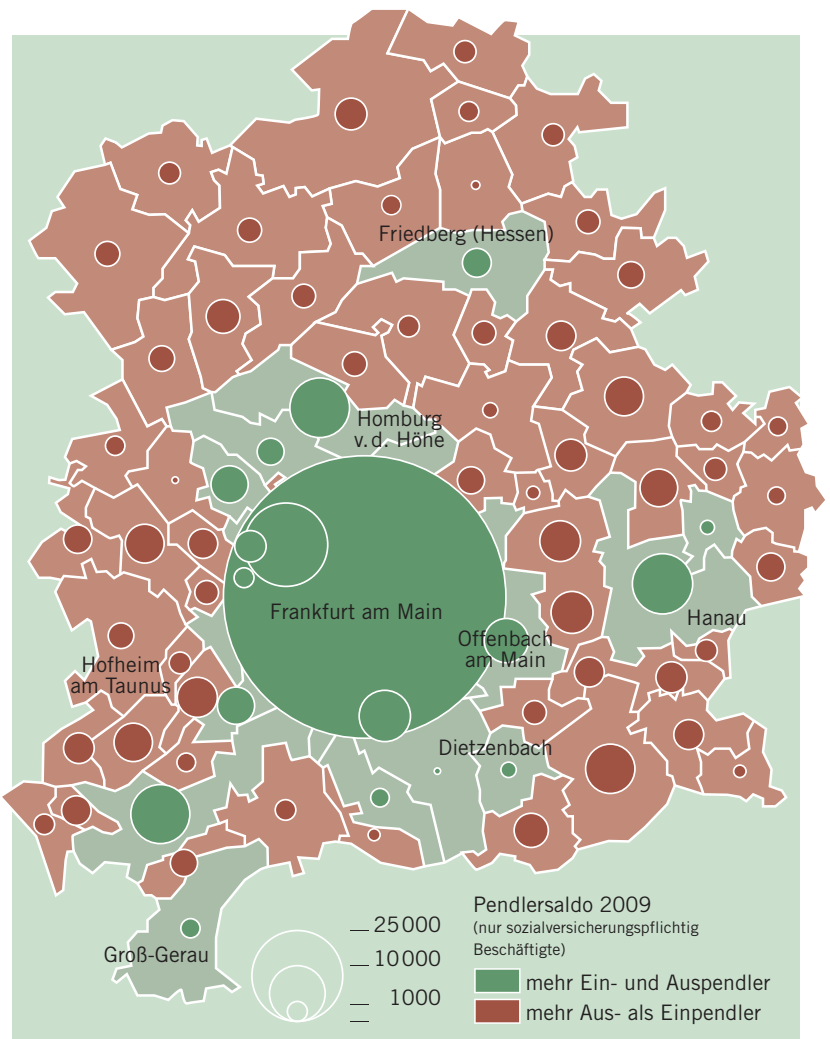 Friedberg (Hessen)
Homburg
v. d. Höhe
Frankfurt am Main
Offenbach
am Main
Hanau
Hofheim
am Taunus
Dietzenbach
Groß-Gerau
25 000
10 000
1000
Pendlersaldo 2009
(nur sozialversicherungspflichtig
Beschäftigte)
mehr Ein- und Auspendler
mehr Aus- als Einpendler